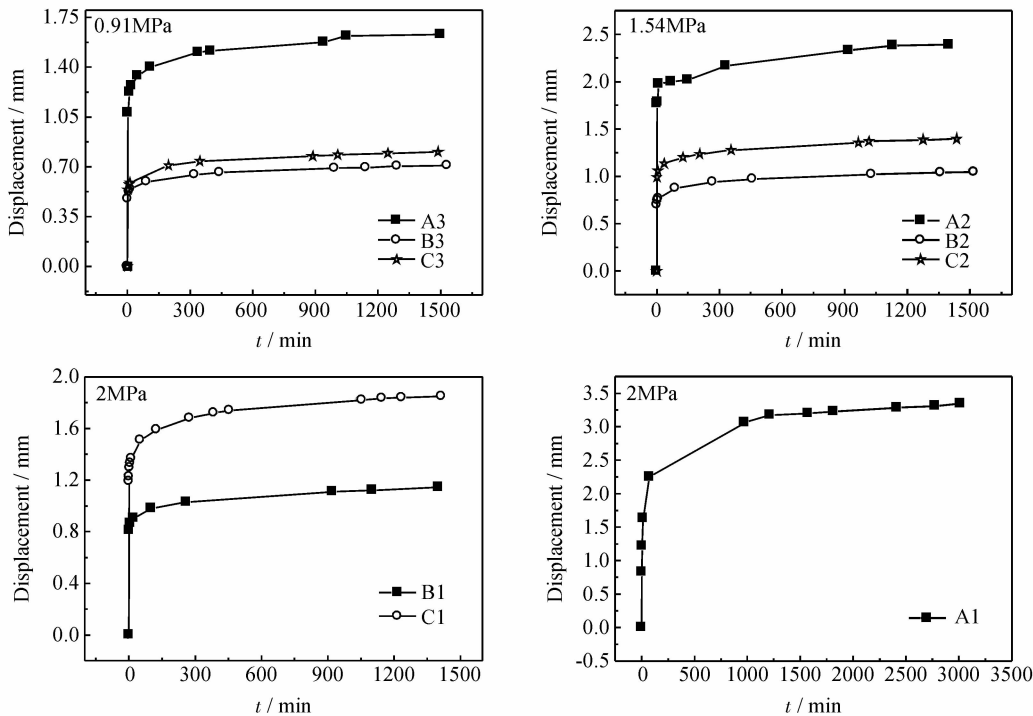 0.91MPa
1.75
1.40
1.05
0.70
0.35
0.00
Displacement / mm
A3
B3
C3
0 300 600 900 1200 1500
t / min
1.54MPa
2.5
2.0
1.5
1.0
0.5
0.0
Displacement / mm
A2
B2
C2
0 300 600 900 1200 1500
t / min
2MPa
2.0
1.6
1.2
0.8
0.4
0.0
Displacement / mm
B1
C1
0 300 600 900 1200 1500
t / min
2MPa
3.5
3.0
2.5
2.0
1.5
1.0
0.5
0.0
-0.5
Displacement / mm
A1
0 500 1000 1500 2000 2500 3000 3500
t / min